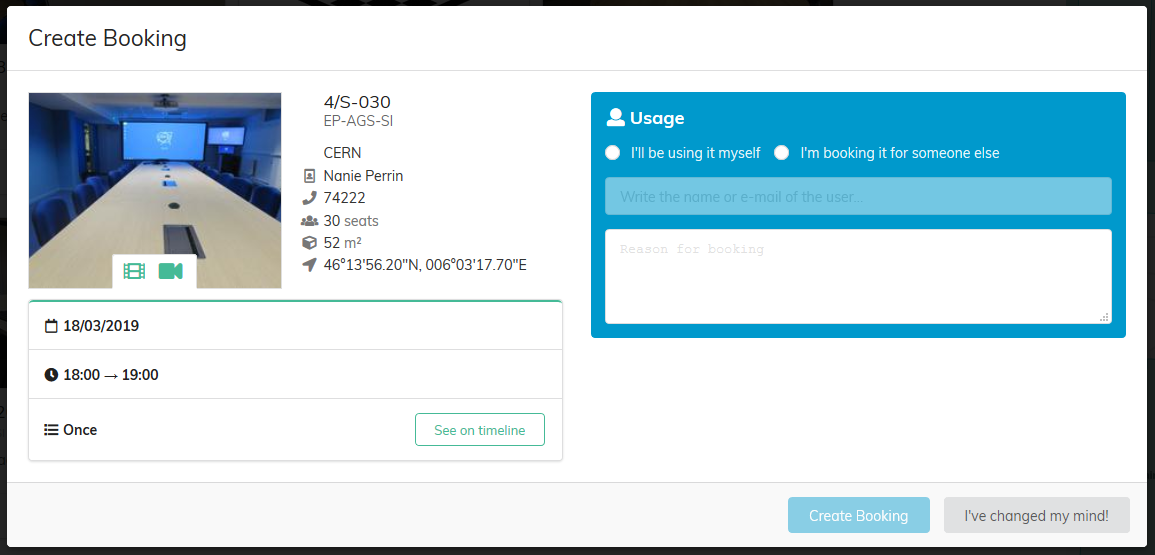 Create Booking
4/S-030
EP-AGS-SI
CERN
Nanie Perrin
74222
30 seats
52 m²
46°13'56.20"N, 006°03'17.70"E
18/03/2019
18:00 → 19:00
Once
See on timeline
Usage
I'll be using it myself
I'm booking it for someone else
Write the name or e-mail of the user...
Reason for booking
Create Booking
I've changed my mind!